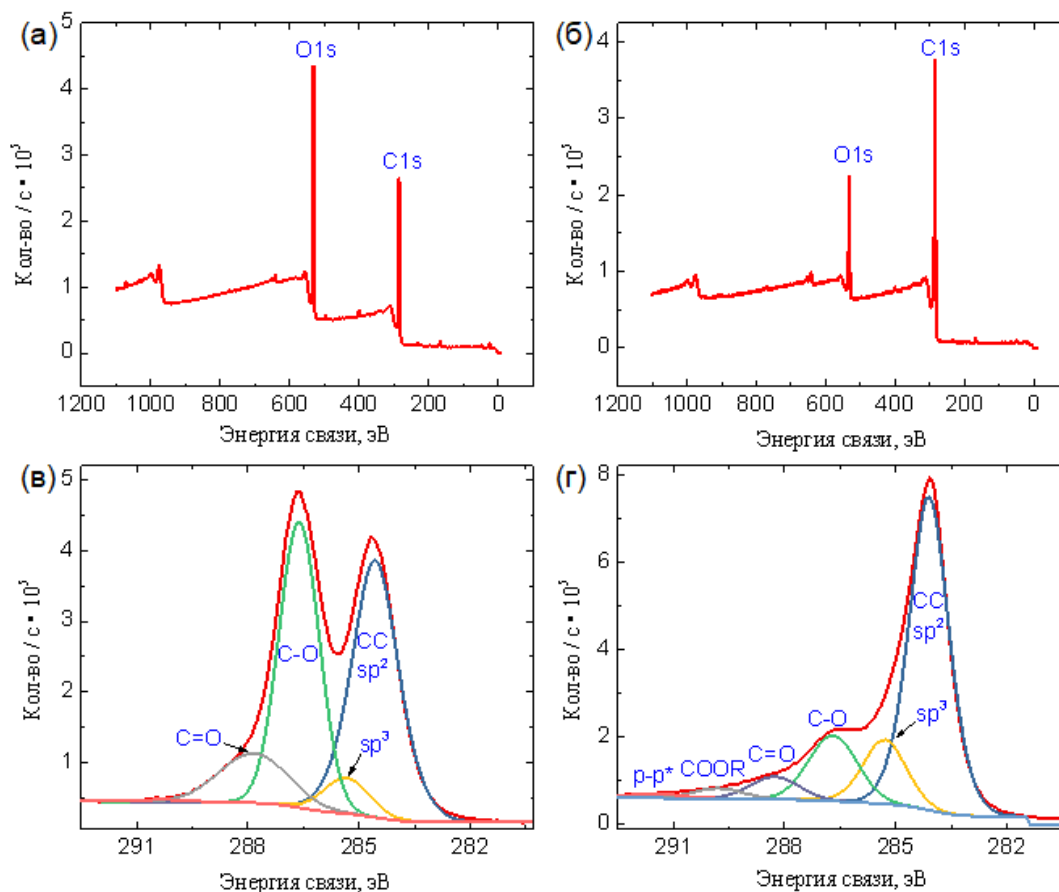 (а)
5
4
3
2
1
0
O1s
C1s
Кол-во / с • 10⁵
1200 1000 800 600 400 200 0
Энергия связи, эВ
(б)
4
3
2
1
0
C1s
O1s
Кол-во / с • 10⁵
1200 1000 800 600 400 200 0
Энергия связи, эВ
(в)
5
4
3
2
1
C-O
CC
sp²
C=O
sp³
Кол-во / с • 10³
291 288 285 282
Энергия связи, эВ
(г)
8
6
4
2
0
CC
sp²
sp³
C-O
C=O
p-p* COOR
Кол-во / с • 10³
291 288 285 282
Энергия связи, эВ